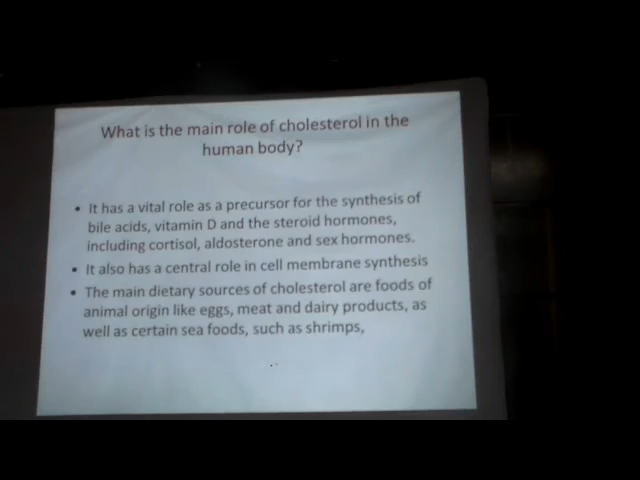 What is the main role of cholesterol in the
human body?
• It has a vital role as a precursor for the synthesis of
bile acids, vitamin D and the steroid hormones,
including cortisol, aldosterone and sex hormones.
• It also has a central role in cell membrane synthesis
• The main dietary sources of cholesterol are foods of
animal origin like eggs, meat and dairy products, as
well as certain sea foods, such as shrimps,